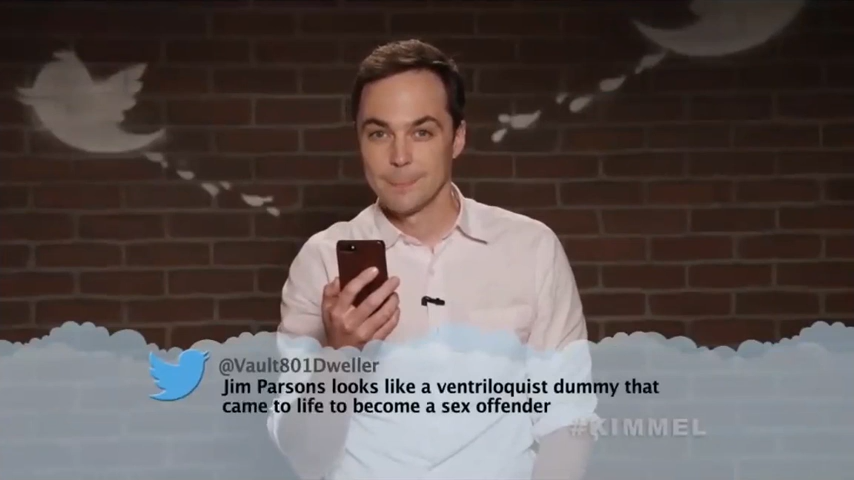 @Vault801Dweller
Jim Parsons looks like a ventriloquist dummy that
came to life to become a sex offender
#KIMMEL